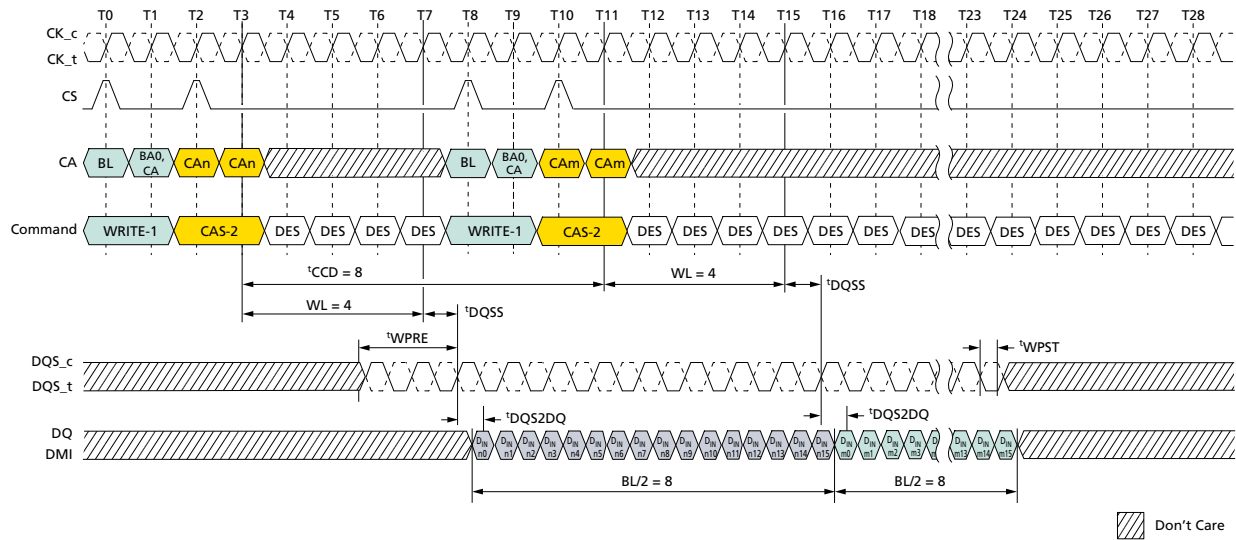 T0 T1 T2 T3 T4 T5 T6 T7 T8 T9 T10 T11 T12 T13 T14 T15 T16 T17 T18 T23 T24 T25 T26 T27 T28
CK_c
CK_t
CS
CA BL BA0, CA CAn CAn BL BA0, CA CAm CAm
Command WRITE-1 CAS-2 DES DES DES DES WRITE-1 CAS-2 DES DES DES DES DES DES DES DES DES DES DES DES DES
tCCD = 8 WL = 4 tDQSS
WL = 4 tDQSS
tWPRE tWPST
DQS_c
DQS_t
tDQS2DQ tDQS2DQ
DQ
DMI
DIN n0 DIN n1 DIN n2 DIN n3 DIN n4 DIN n5 DIN n6 DIN n7 DIN n8 DIN n9 DIN n10 DIN n11 DIN n12 DIN n13 DIN n14 DIN n15 DIN m0 DIN m1 DIN m2 DIN m3 DIN m13 DIN m14 DIN m15
BL/2 = 8 BL/2 = 8
Don't Care